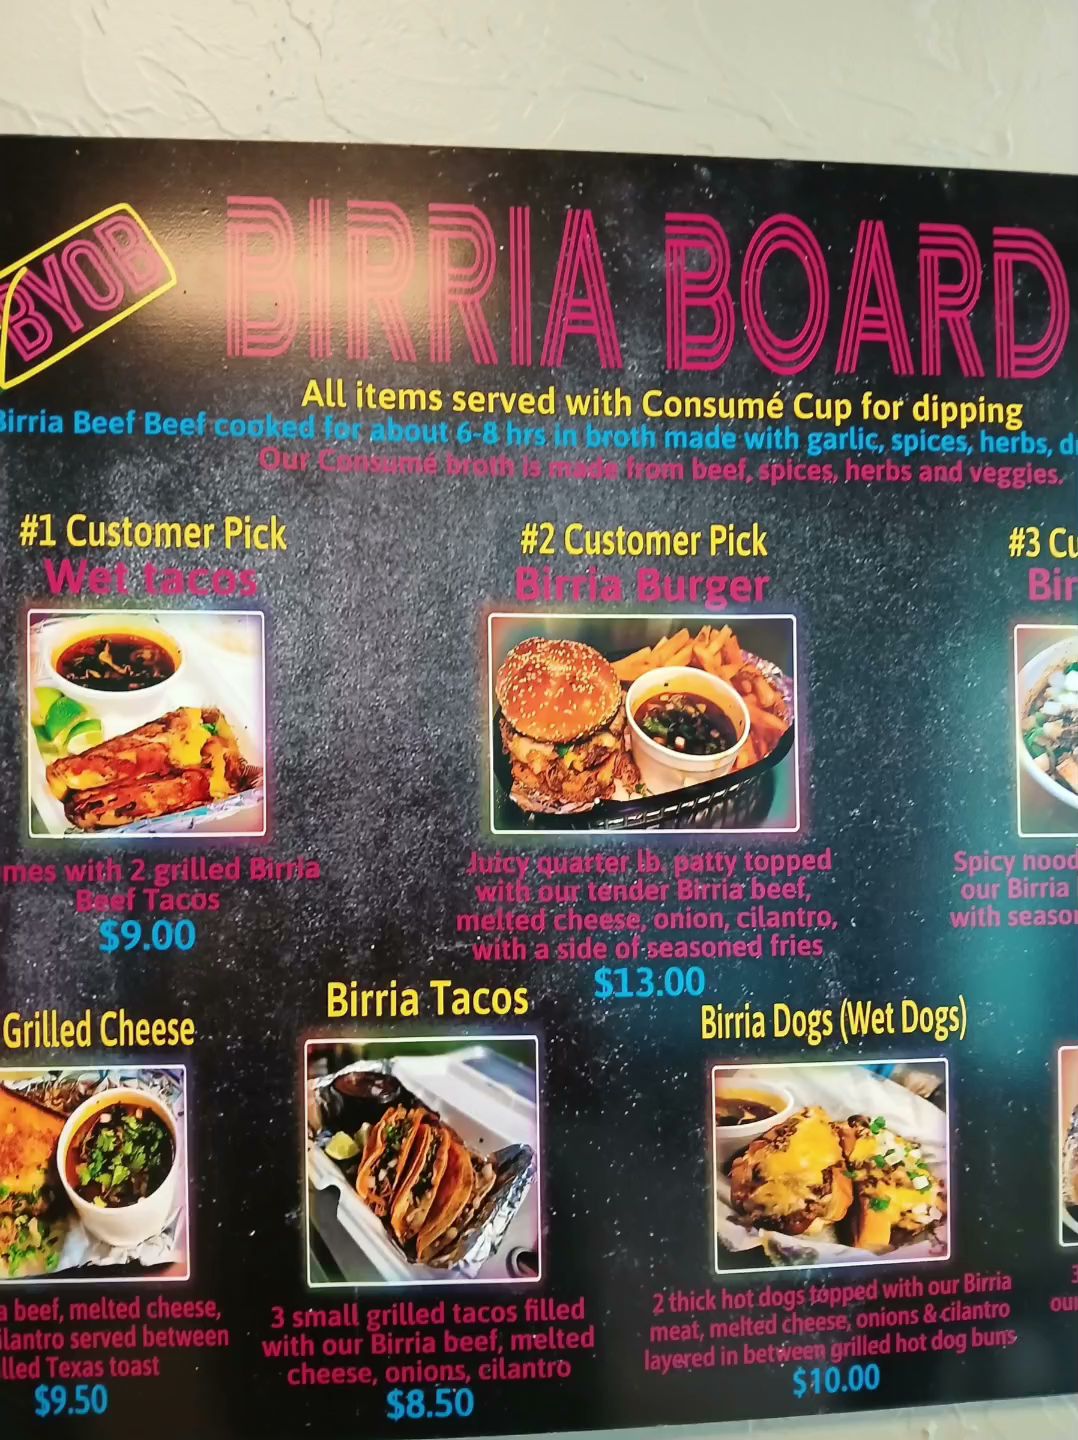 BYOB
BIRRIA BOARD
All items served with Consumé Cup for dipping
Birria Beef Beef cooked for about 6-8 hrs in broth made with garlic, spices, herbs,
Our Consumé broth is made from beef, spices, herbs and veggies.
#1 Customer Pick
Wet tacos
mes with 2 grilled Birria
Beef Tacos
$9.00
#2 Customer Pick
Birria Burger
Juicy quarter lb. patty topped
with our tender Birria beef,
melted cheese, onion, cilantro,
with a side of seasoned fries
$13.00
#3 Cu
Bir
Spicy nood
our Birria
with season
Grilled Cheese
a beef, melted cheese,
ilantro served between
lled Texas toast
$9.50
Birria Tacos
3 small grilled tacos filled
with our Birria beef, melted
cheese, onions, cilantro
$8.50
Birria Dogs (Wet Dogs)
2 thick hot dogs topped with our Birria
meat, melted cheese, onions & cilantro
layered in between grilled hot dog buns
$10.00
3
ou